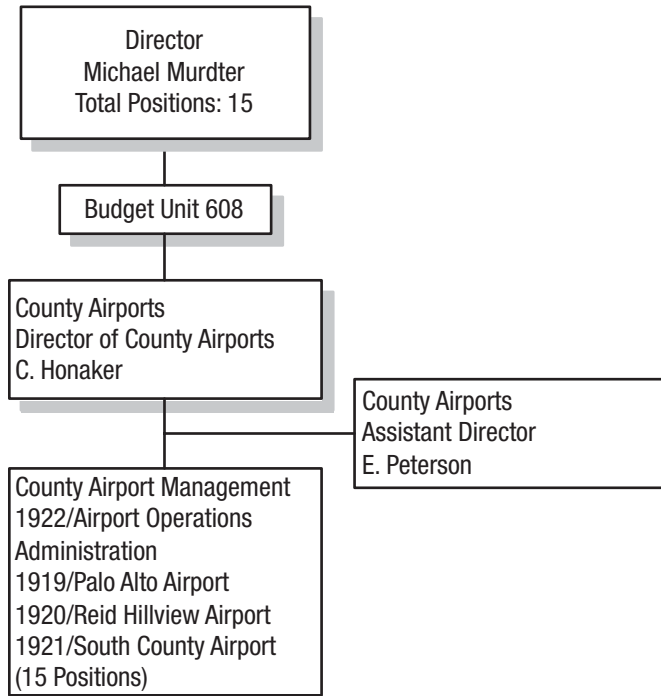 Director
Michael Murdter
Total Positions: 15
Budget Unit 608
County Airports
Director of County Airports
C. Honaker
County Airports
Assistant Director
E. Peterson
County Airport Management
1922/Airport Operations
Administration
1919/Palo Alto Airport
1920/Reid Hillview Airport
1921/South County Airport
(15 Positions)